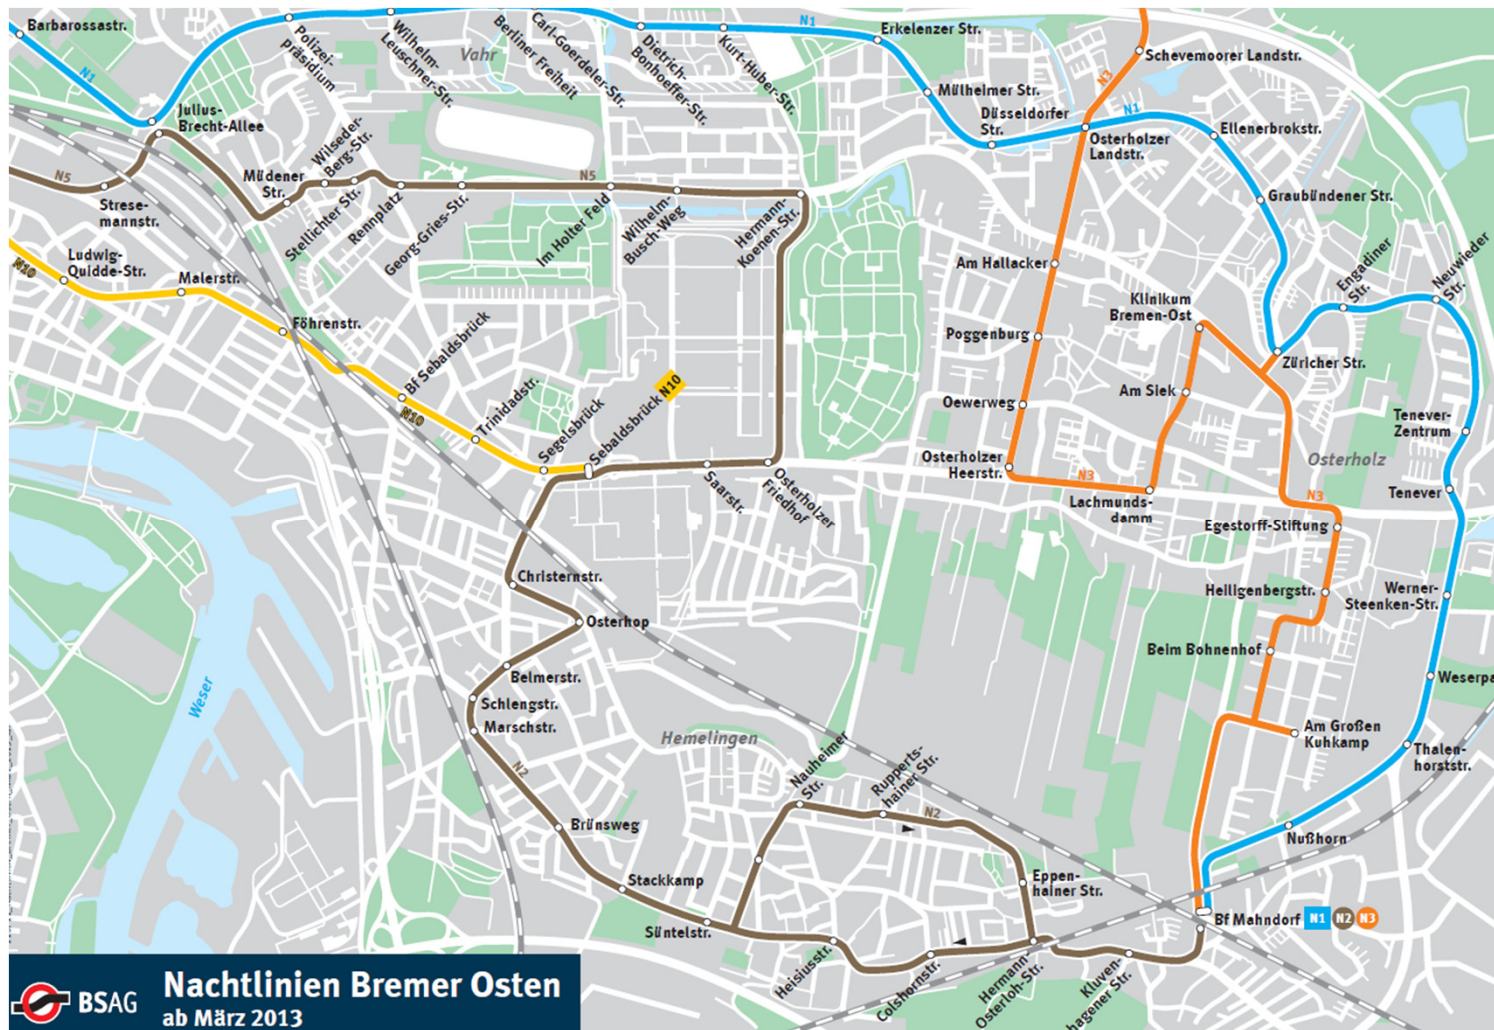 Barbarossastr.
N1
Polizei-
präsidium
Wilhelm-
Leuschner-Str.
Vahr
Berliner Freiheit
Carl-Goerdeler-Str.
Dietrich-
Bonhoeffer-Str.
Kurt-Huber-Str.
N1
Erkelenzer Str.
Mülheimer Str.
Düsseldorfer
Str.
N3
Schevemoorer Landstr.
N1
Osterholzer
Landstr.
Ellenerbrokstr.
Graubündener Str.
Julius-
Brecht-Allee
N5
Strese-
mannstr.
Müdener
Str.
Wilseder-
Berg-Str.
Stellichter Str.
Rennplatz
Georg-Gries-Str.
N5
Im Holter Feld
Wilhelm-
Busch-Weg
Hermann-
Koenen-Str.
Am Hallacker
Klinikum
Bremen-Ost
Engadiner
Str.
Neuwieder
Str.
N10
Ludwig-
Quidde-Str.
Malerstr.
Föhrenstr.
Bf Sebaldsbrück
N10
Trinidadstr.
Segelsbrück
Sebaldsbrück N10
Poggenburg
Züricher Str.
Am Siek
Oewerweg
Tenever-
Zentrum
Osterholz
Osterholzer
Heerstr.
N3
Lachmunds-
damm
Saarstr.
Osterholzer
Friedhof
Tenever
N3
Egestorff-Stiftung
Christernstr.
Heiligenbergstr.
Werner-
Steenken-Str.
Osterhop
Beim Bohnenhof
Belmerstr.
Weserpa
Weser
Schlengstr.
Marschstr.
Hemelingen
Am Großen
Kuhkamp
Thalen-
horststr.
N2
Nauheimer
Str.
Rupperts-
hainer Str.
N2
Brünsweg
Nußhorn
Stackkamp
Eppen-
hainer Str.
Süntelstr.
Bf Mahndorf N1 N2 N3
Heisiusstr.
Colshornstr.
Hermann-
Osterloh-Str.
Kluven-
hagener Str.
BSAG
Nachtlinien Bremer Osten
ab März 2013